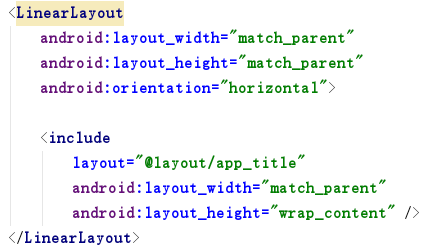 <LinearLayout
android:layout_width="match_parent"
android:layout_height="match_parent"
android:orientation="horizontal">
<include
layout="@layout/app_title"
android:layout_width="match_parent"
android:layout_height="wrap_content" />
</LinearLayout>